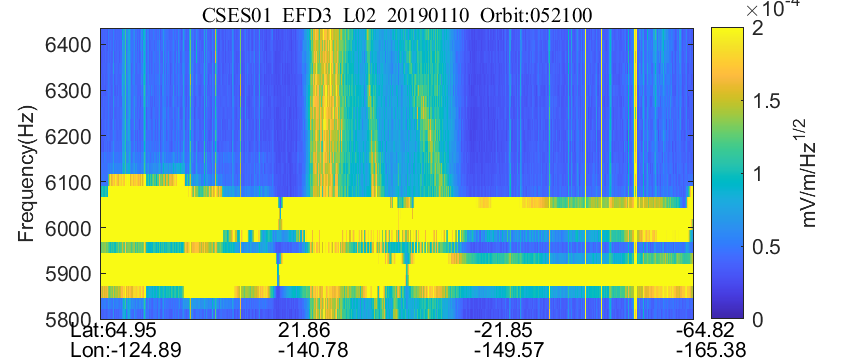 CSES01 EFD3 L02 20190110 Orbit:052100
×10^-4
6400
6300
6200
6100
6000
5900
5800
Frequency(Hz)
2
1.5
1
0.5
0
mV/m/Hz^1/2
Lat:64.95 21.86 -21.85 -64.82
Lon:-124.89 -140.78 -149.57 -165.38